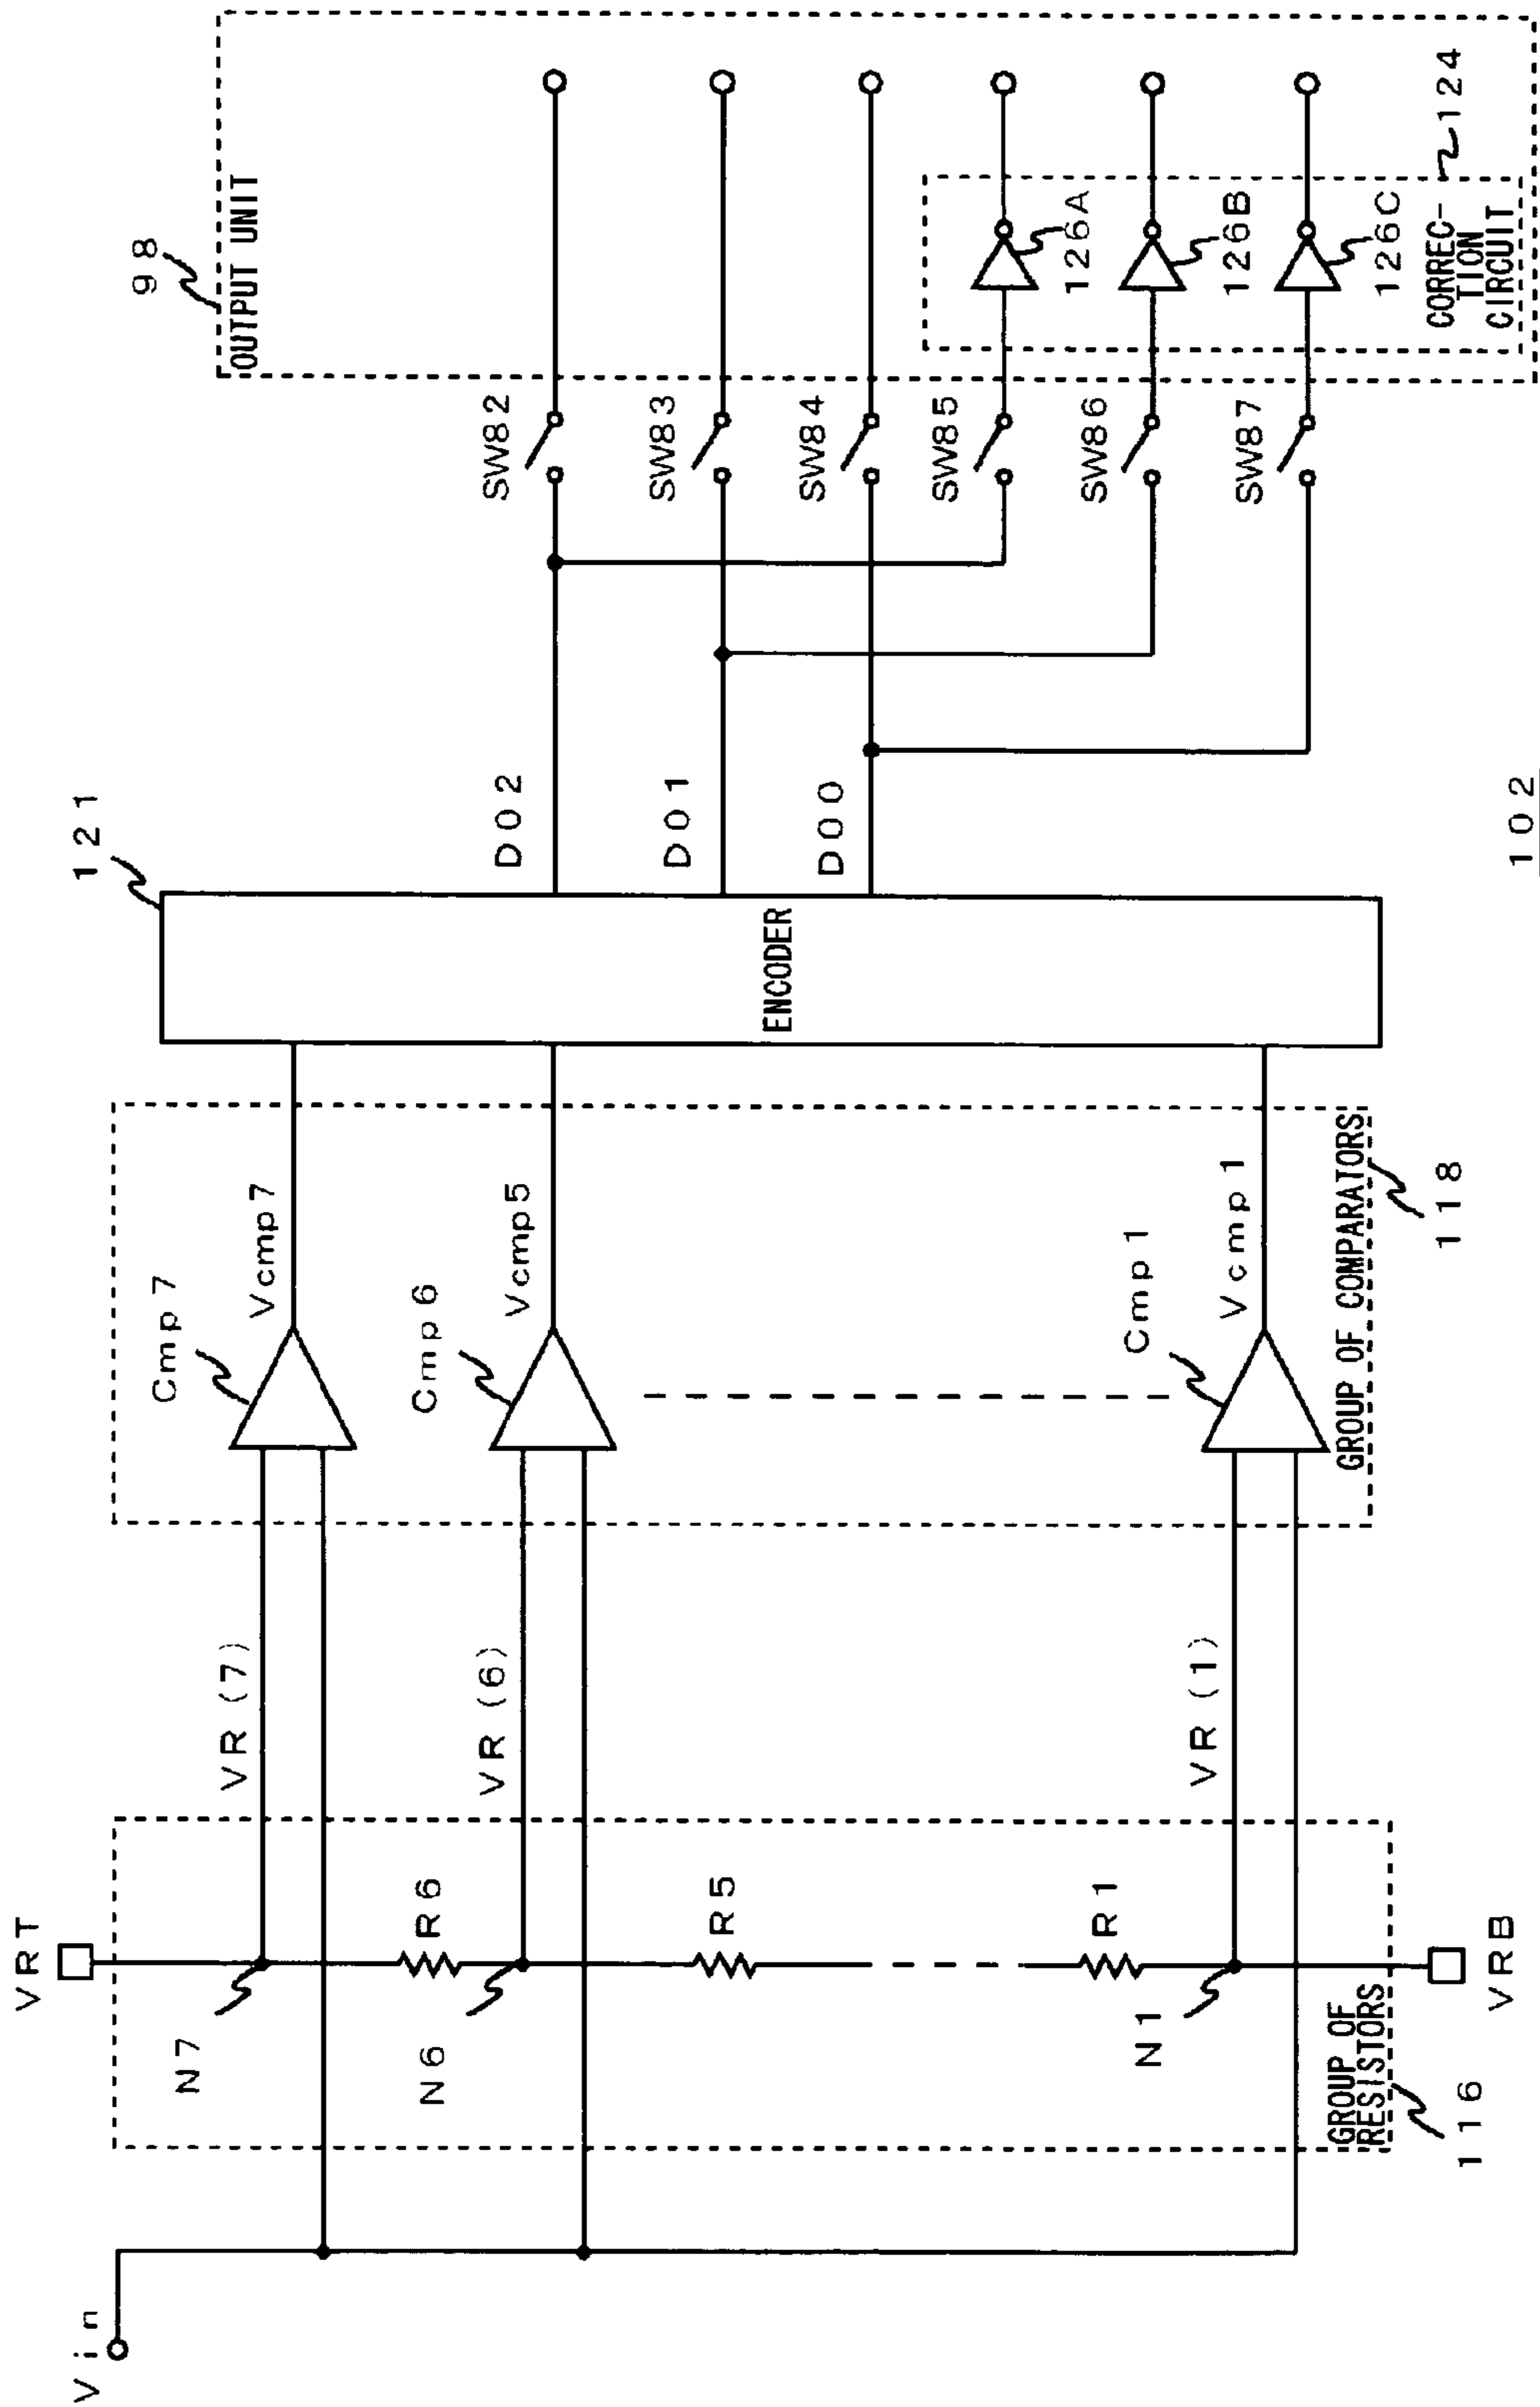 98
OUTPUT UNIT
124
126A
126B
126C
CORREC-
TION
CIRCUIT
SW82
SW83
SW84
SW85
SW86
SW87
121
D02
D01
D00
ENCODER
102
Cmp7
Vcmp7
Cmp6
Vcmp5
Cmp1
Vcmp1
GROUP OF COMPARATORS
118
VR(7)
VR(6)
VR(1)
VRT
R6
R5
R1
VRB
N7
N6
N1
GROUP OF
RESISTORS
116
Vin